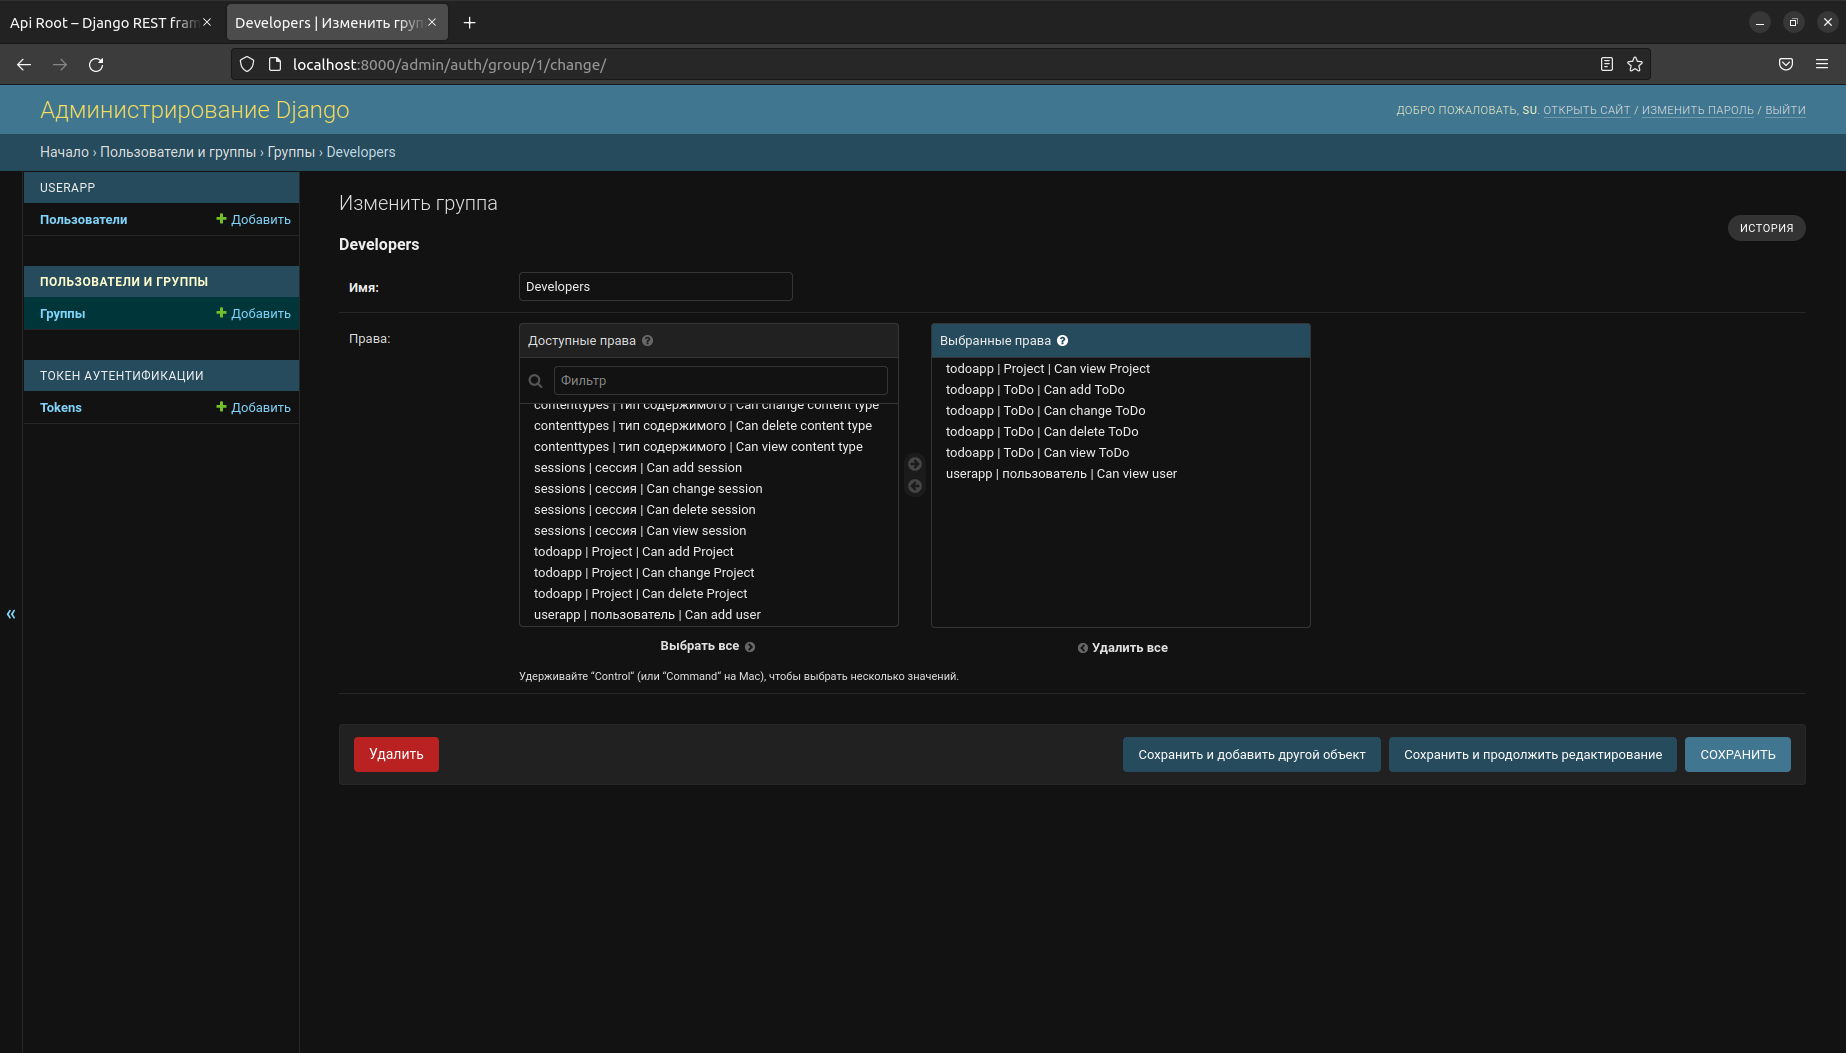 Api Root – Django REST fram
Developers | Изменить груп
localhost:8000/admin/auth/group/1/change/
Администрирование Django
ДОБРО ПОЖАЛОВАТЬ, SU. ОТКРЫТЬ САЙТ / ИЗМЕНИТЬ ПАРОЛЬ / ВЫЙТИ
Начало › Пользователи и группы › Группы › Developers
USERAPP
Пользователи
Добавить
ПОЛЬЗОВАТЕЛИ И ГРУППЫ
Группы
Добавить
ТОКЕН АУТЕНТИФИКАЦИИ
Tokens
Добавить
«
Изменить группа
ИСТОРИЯ
Developers
Имя:
Developers
Права:
Доступные права ?
Фильтр
contenttypes | тип содержимого | Can change content type
contenttypes | тип содержимого | Can delete content type
contenttypes | тип содержимого | Can view content type
sessions | сессия | Can add session
sessions | сессия | Can change session
sessions | сессия | Can delete session
sessions | сессия | Can view session
todoapp | Project | Can add Project
todoapp | Project | Can change Project
todoapp | Project | Can delete Project
userapp | пользователь | Can add user
Выбрать все
Выбранные права ?
todoapp | Project | Can view Project
todoapp | ToDo | Can add ToDo
todoapp | ToDo | Can change ToDo
todoapp | ToDo | Can delete ToDo
todoapp | ToDo | Can view ToDo
userapp | пользователь | Can view user
Удалить все
Удерживайте “Control“ (или “Command“ на Mac), чтобы выбрать несколько значений.
Удалить
Сохранить и добавить другой объект
Сохранить и продолжить редактирование
СОХРАНИТЬ